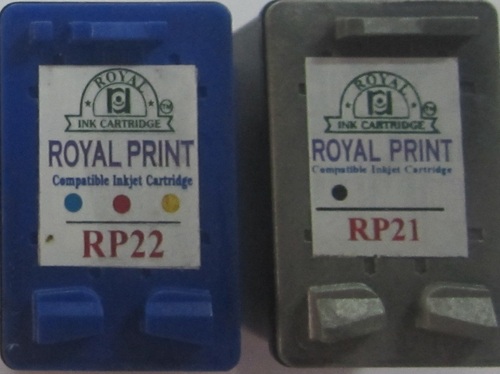 ROYAL
INK CARTRIDGE
ROYAL PRINT
Compatible Inkjet Cartridge
RP22
ROYAL
INK CARTRIDGE
ROYAL PRINT
Compatible Inkjet Cartridge
RP21